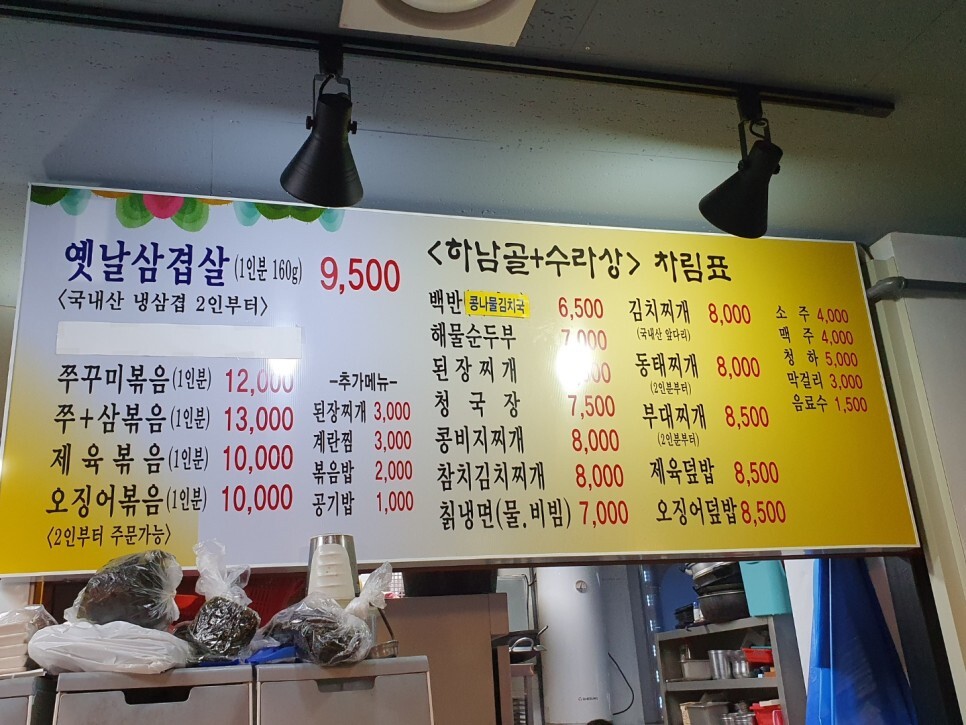 옛날삼겹살(1인분 160g) 9,500
<국내산 냉삼겹 2인부터>
쭈꾸미볶음(1인분) 12,000
쭈+삼볶음(1인분) 13,000
제육볶음(1인분) 10,000
오징어볶음(1인분) 10,000
<2인부터 주문가능>
-추가메뉴-
된장찌개 3,000
계란찜 3,000
볶음밥 2,000
공기밥 1,000
<하남골+수라상> 차림표
백반 콩나물김치국 6,500
해물순두부 7,000
된장찌개
청국장 7,500
콩비지찌개 8,000
참치김치찌개 8,000
칡냉면(물.비빔) 7,000
김치찌개 8,000
(국내산 앞다리)
동태찌개 8,000
(2인분부터)
부대찌개 8,500
(2인분부터)
제육덮밥 8,500
오징어덮밥 8,500
소주 4,000
맥주 4,000
청하 5,000
막걸리 3,000
음료수 1,500